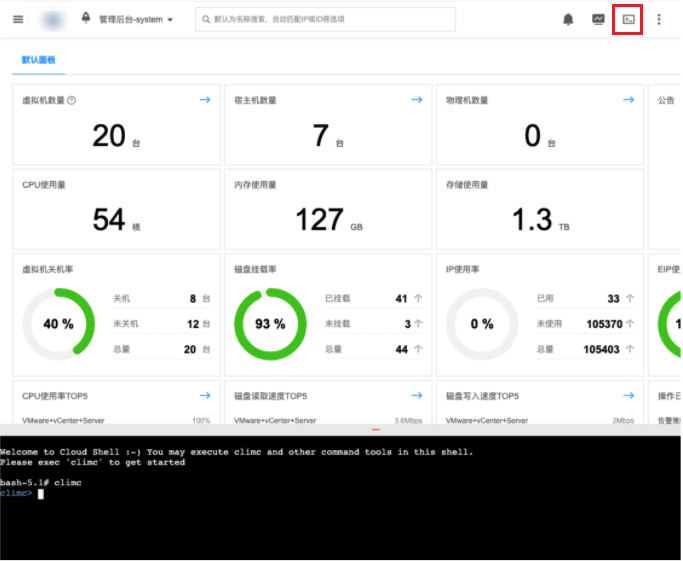 管理后台-system
默认为名称搜索，自动匹配IP或ID筛选项
默认面板
虚拟机数量
20 台
宿主机数量
7 台
物理机数量
0 台
公告
CPU使用量
54 核
内存使用量
127 GB
存储使用量
1.3 TB
虚拟机关机率
40 %
关机 8 台
未关机 12 台
总量 20 台
磁盘挂载率
93 %
已挂载 41 个
未挂载 3 个
总量 44 个
IP使用率
0 %
已用 33 个
未使用 105370 个
总量 105403 个
EIP使
1
CPU使用率TOP5
VMware+vCenter+Server 100%
磁盘读取速度TOP5
VMware+vCenter+Server 3.6Mbps
磁盘写入速度TOP5
VMware+vCenter+Server 2Mbps
操作日
告警策
Welcome to Cloud Shell :-) You may execute climc and other command tools in this shell.
Please exec 'climc' to get started
bash-5.1# climc
climc>